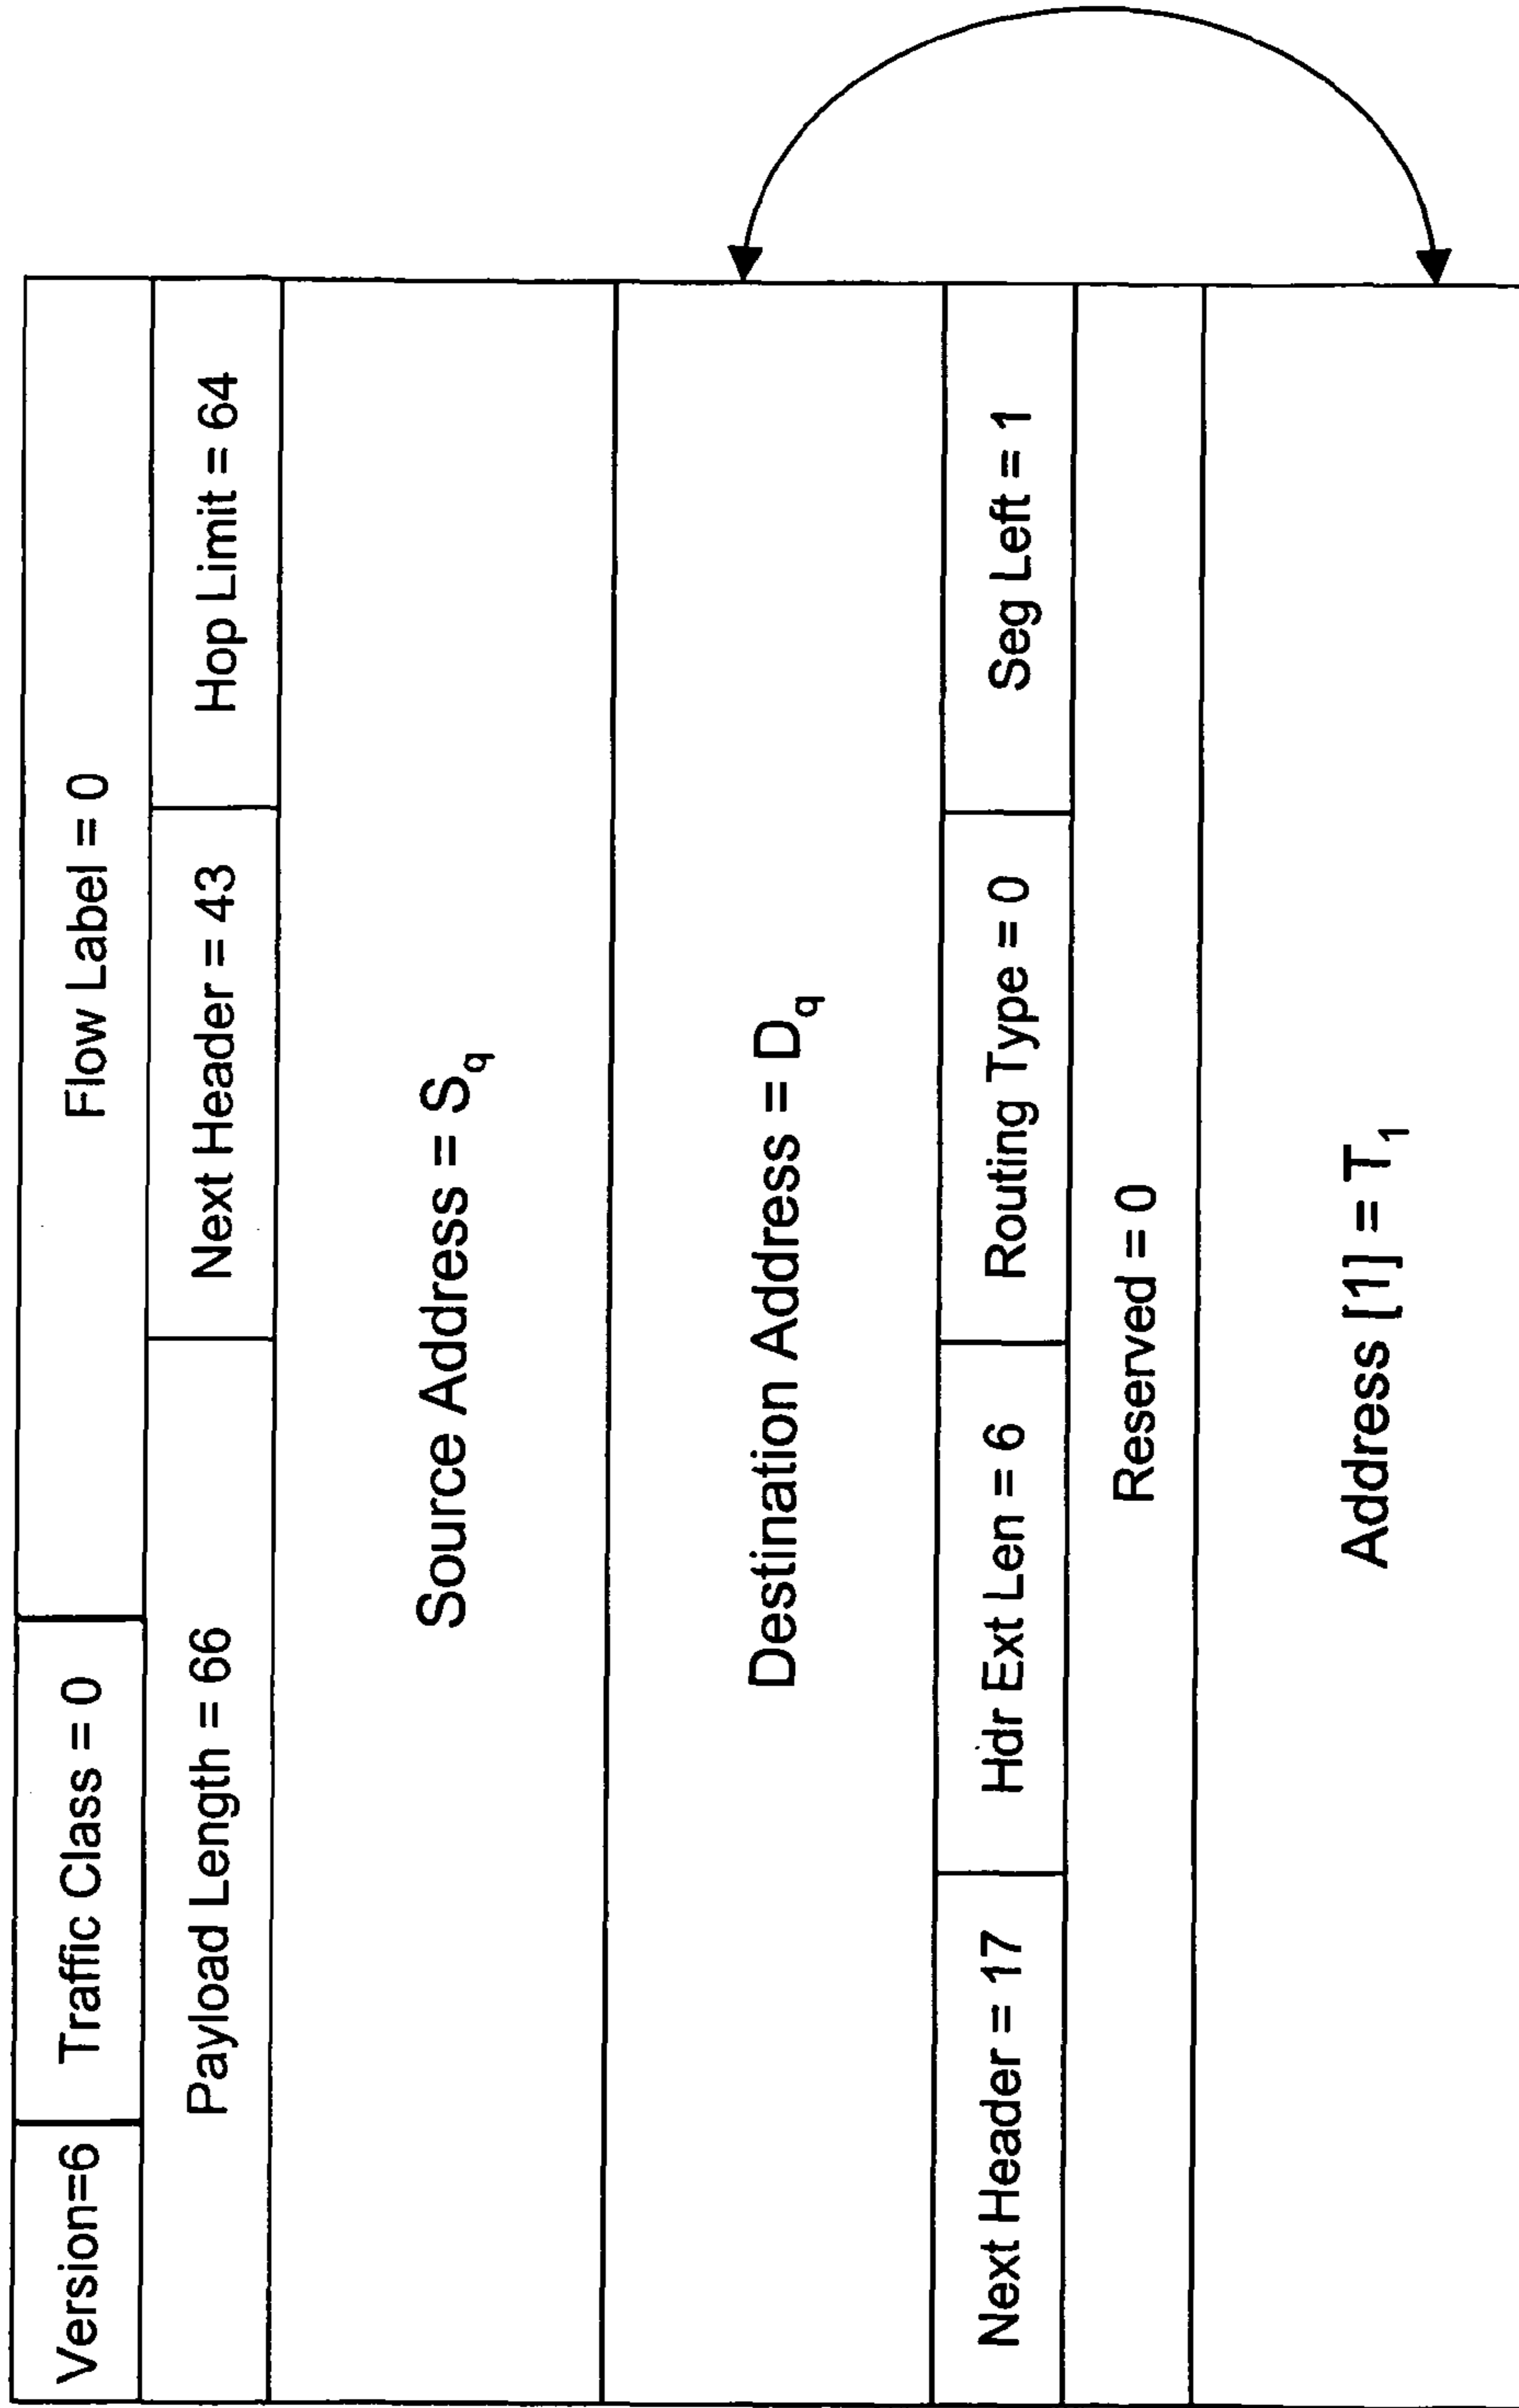 Version=6 Traffic Class = 0 Flow Label = 0
Payload Length = 66 Next Header = 43 Hop Limit = 64
Source Address = S_q
Destination Address = D_q
Next Header = 17 Hdr Ext Len = 6 Routing Type = 0 Seg Left = 1
Reserved = 0
Address [1] = T₁